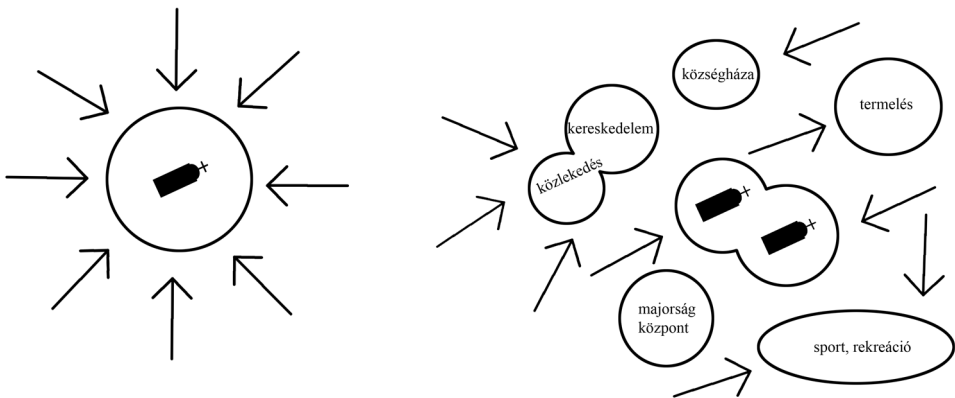 községháza
termelés
kereskedelem
közlekedés
majorság
központ
sport, rekreáció